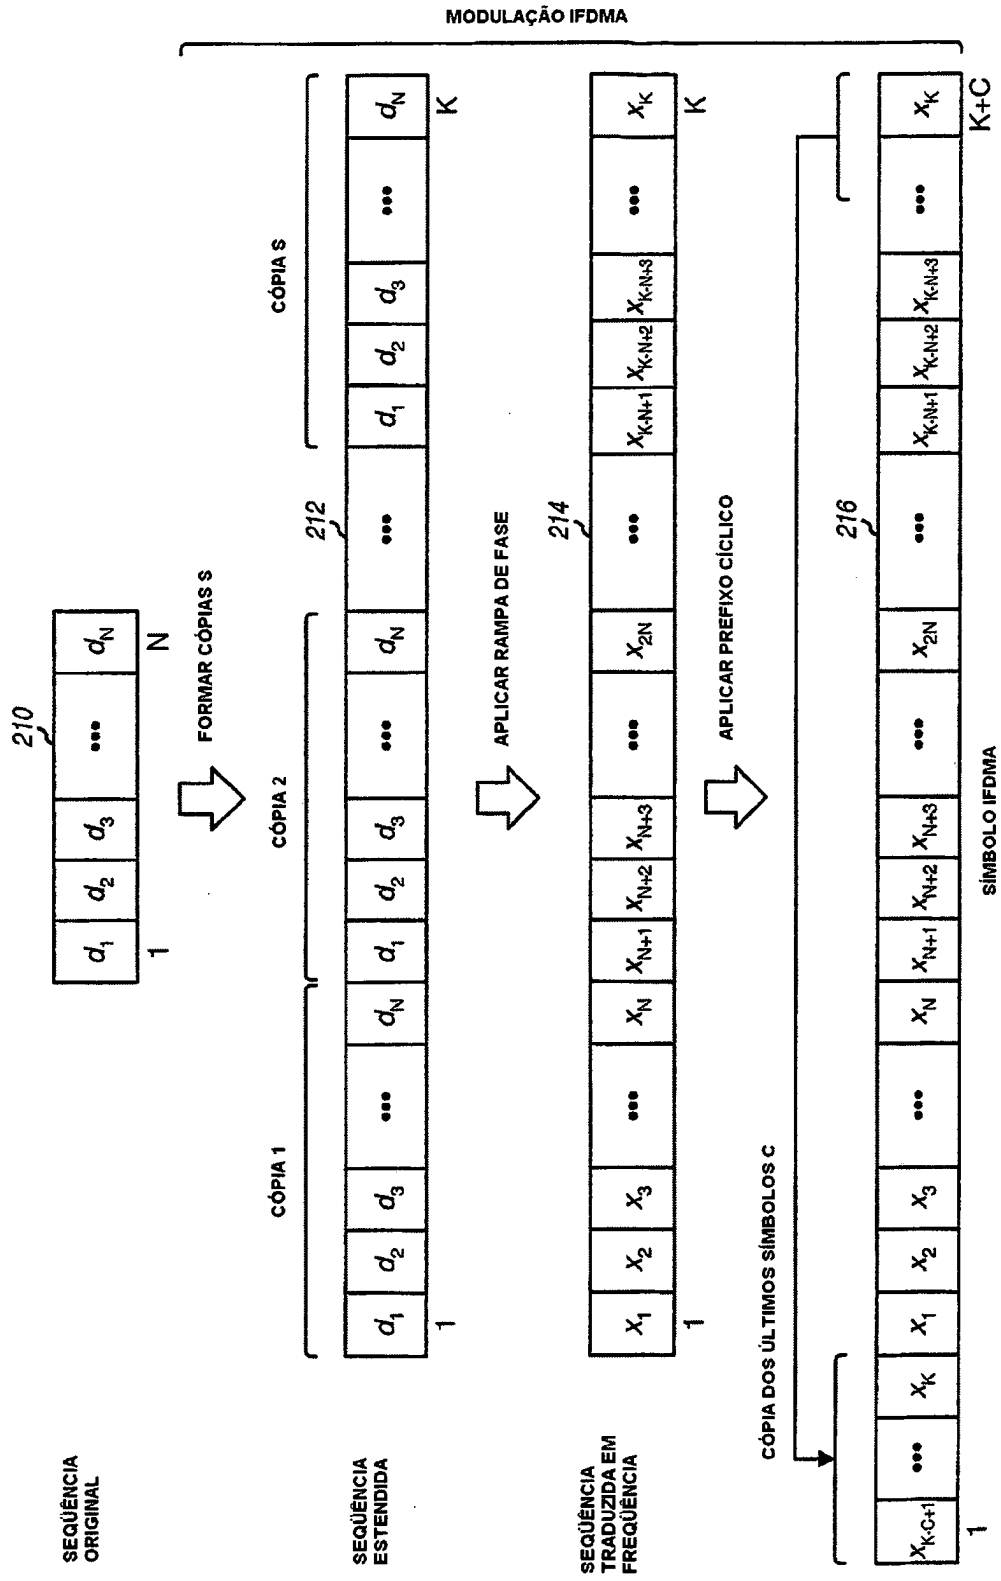 MODULAÇÃO IFDMA
SEQÜÊNCIA
ORIGINAL
210
d1 d2 d3 ••• dN
1 N
FORMAR CÓPIAS S
CÓPIA 1 CÓPIA 2 CÓPIA S
SEQÜÊNCIA
ESTENDIDA
212
d1 d2 d3 ••• dN d1 d2 d3 ••• dN ••• d1 d2 d3 ••• dN
1 K
APLICAR RAMPA DE FASE
SEQÜÊNCIA
TRADUZIDA EM
FREQÜÊNCIA
214
x1 x2 x3 ••• xN xN+1 xN+2 xN+3 ••• x2N ••• xK-N+1 xK-N+2 xK-N+3 ••• xK
1 K
APLICAR PREFIXO CÍCLICO
CÓPIA DOS ÚLTIMOS SÍMBOLOS C
216
xK-C+1 ••• xK x1 x2 x3 ••• xN xN+1 xN+2 xN+3 ••• x2N ••• xK-N+1 xK-N+2 xK-N+3 ••• xK
1 K+C
SÍMBOLO IFDMA